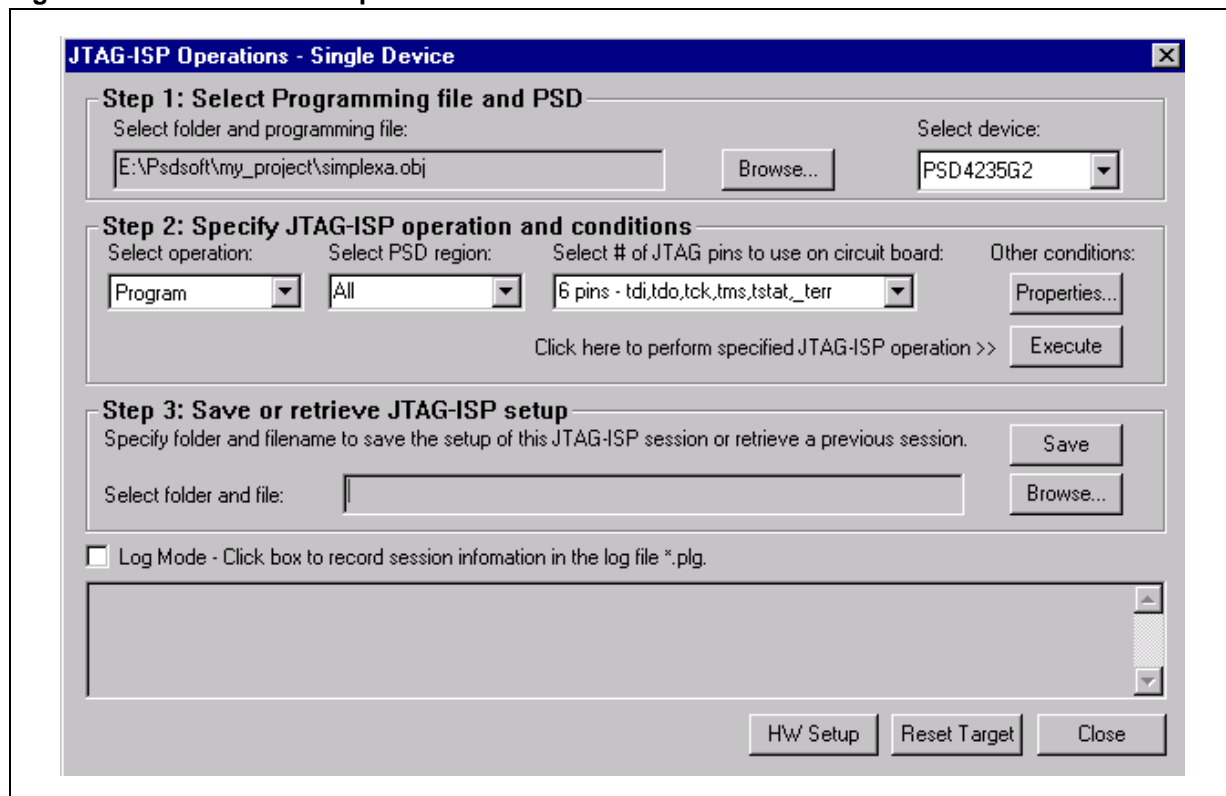 JTAG-ISP Operations - Single Device
Step 1: Select Programming file and PSD
Select folder and programming file:
Select device:
E:\Psdsoft\my_project\simplexa.obj
Browse...
PSD4235G2
Step 2: Specify JTAG-ISP operation and conditions
Select operation:
Select PSD region:
Select # of JTAG pins to use on circuit board:
Other conditions:
Program
All
6 pins - tdi,tdo,tck,tms,tstat,_terr
Properties...
Click here to perform specified JTAG-ISP operation >>
Execute
Step 3: Save or retrieve JTAG-ISP setup
Specify folder and filename to save the setup of this JTAG-ISP session or retrieve a previous session.
Save
Select folder and file:
Browse...
Log Mode - Click box to record session infomation in the log file *.plg.
HW Setup
Reset Target
Close